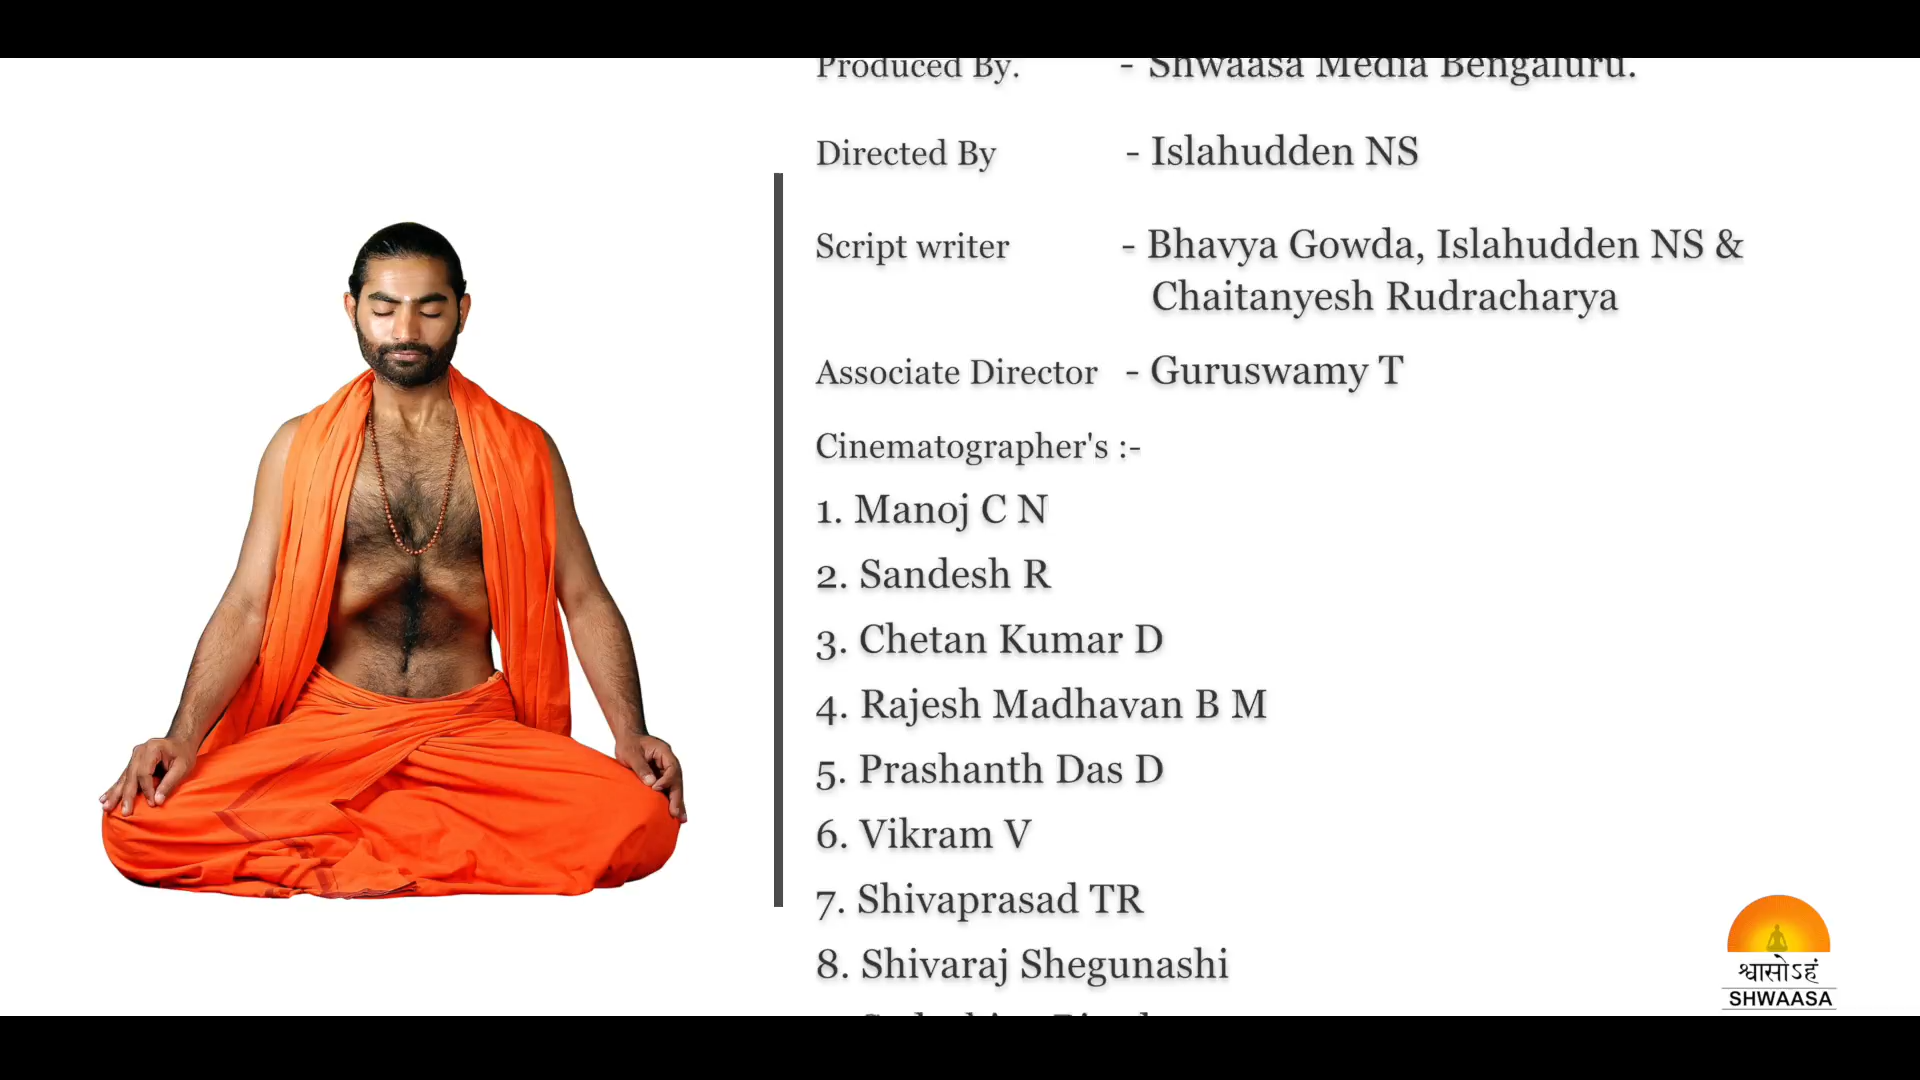 Produced By. - Shwaasa Media Bengaluru.
Directed By - Islahudden NS
Script writer - Bhavya Gowda, Islahudden NS &
Chaitanyesh Rudracharya
Associate Director - Guruswamy T
Cinematographer's :-
1. Manoj C N
2. Sandesh R
3. Chetan Kumar D
4. Rajesh Madhavan B M
5. Prashanth Das D
6. Vikram V
7. Shivaprasad TR
8. Shivaraj Shegunashi
श्वासोऽहं
SHWAASA